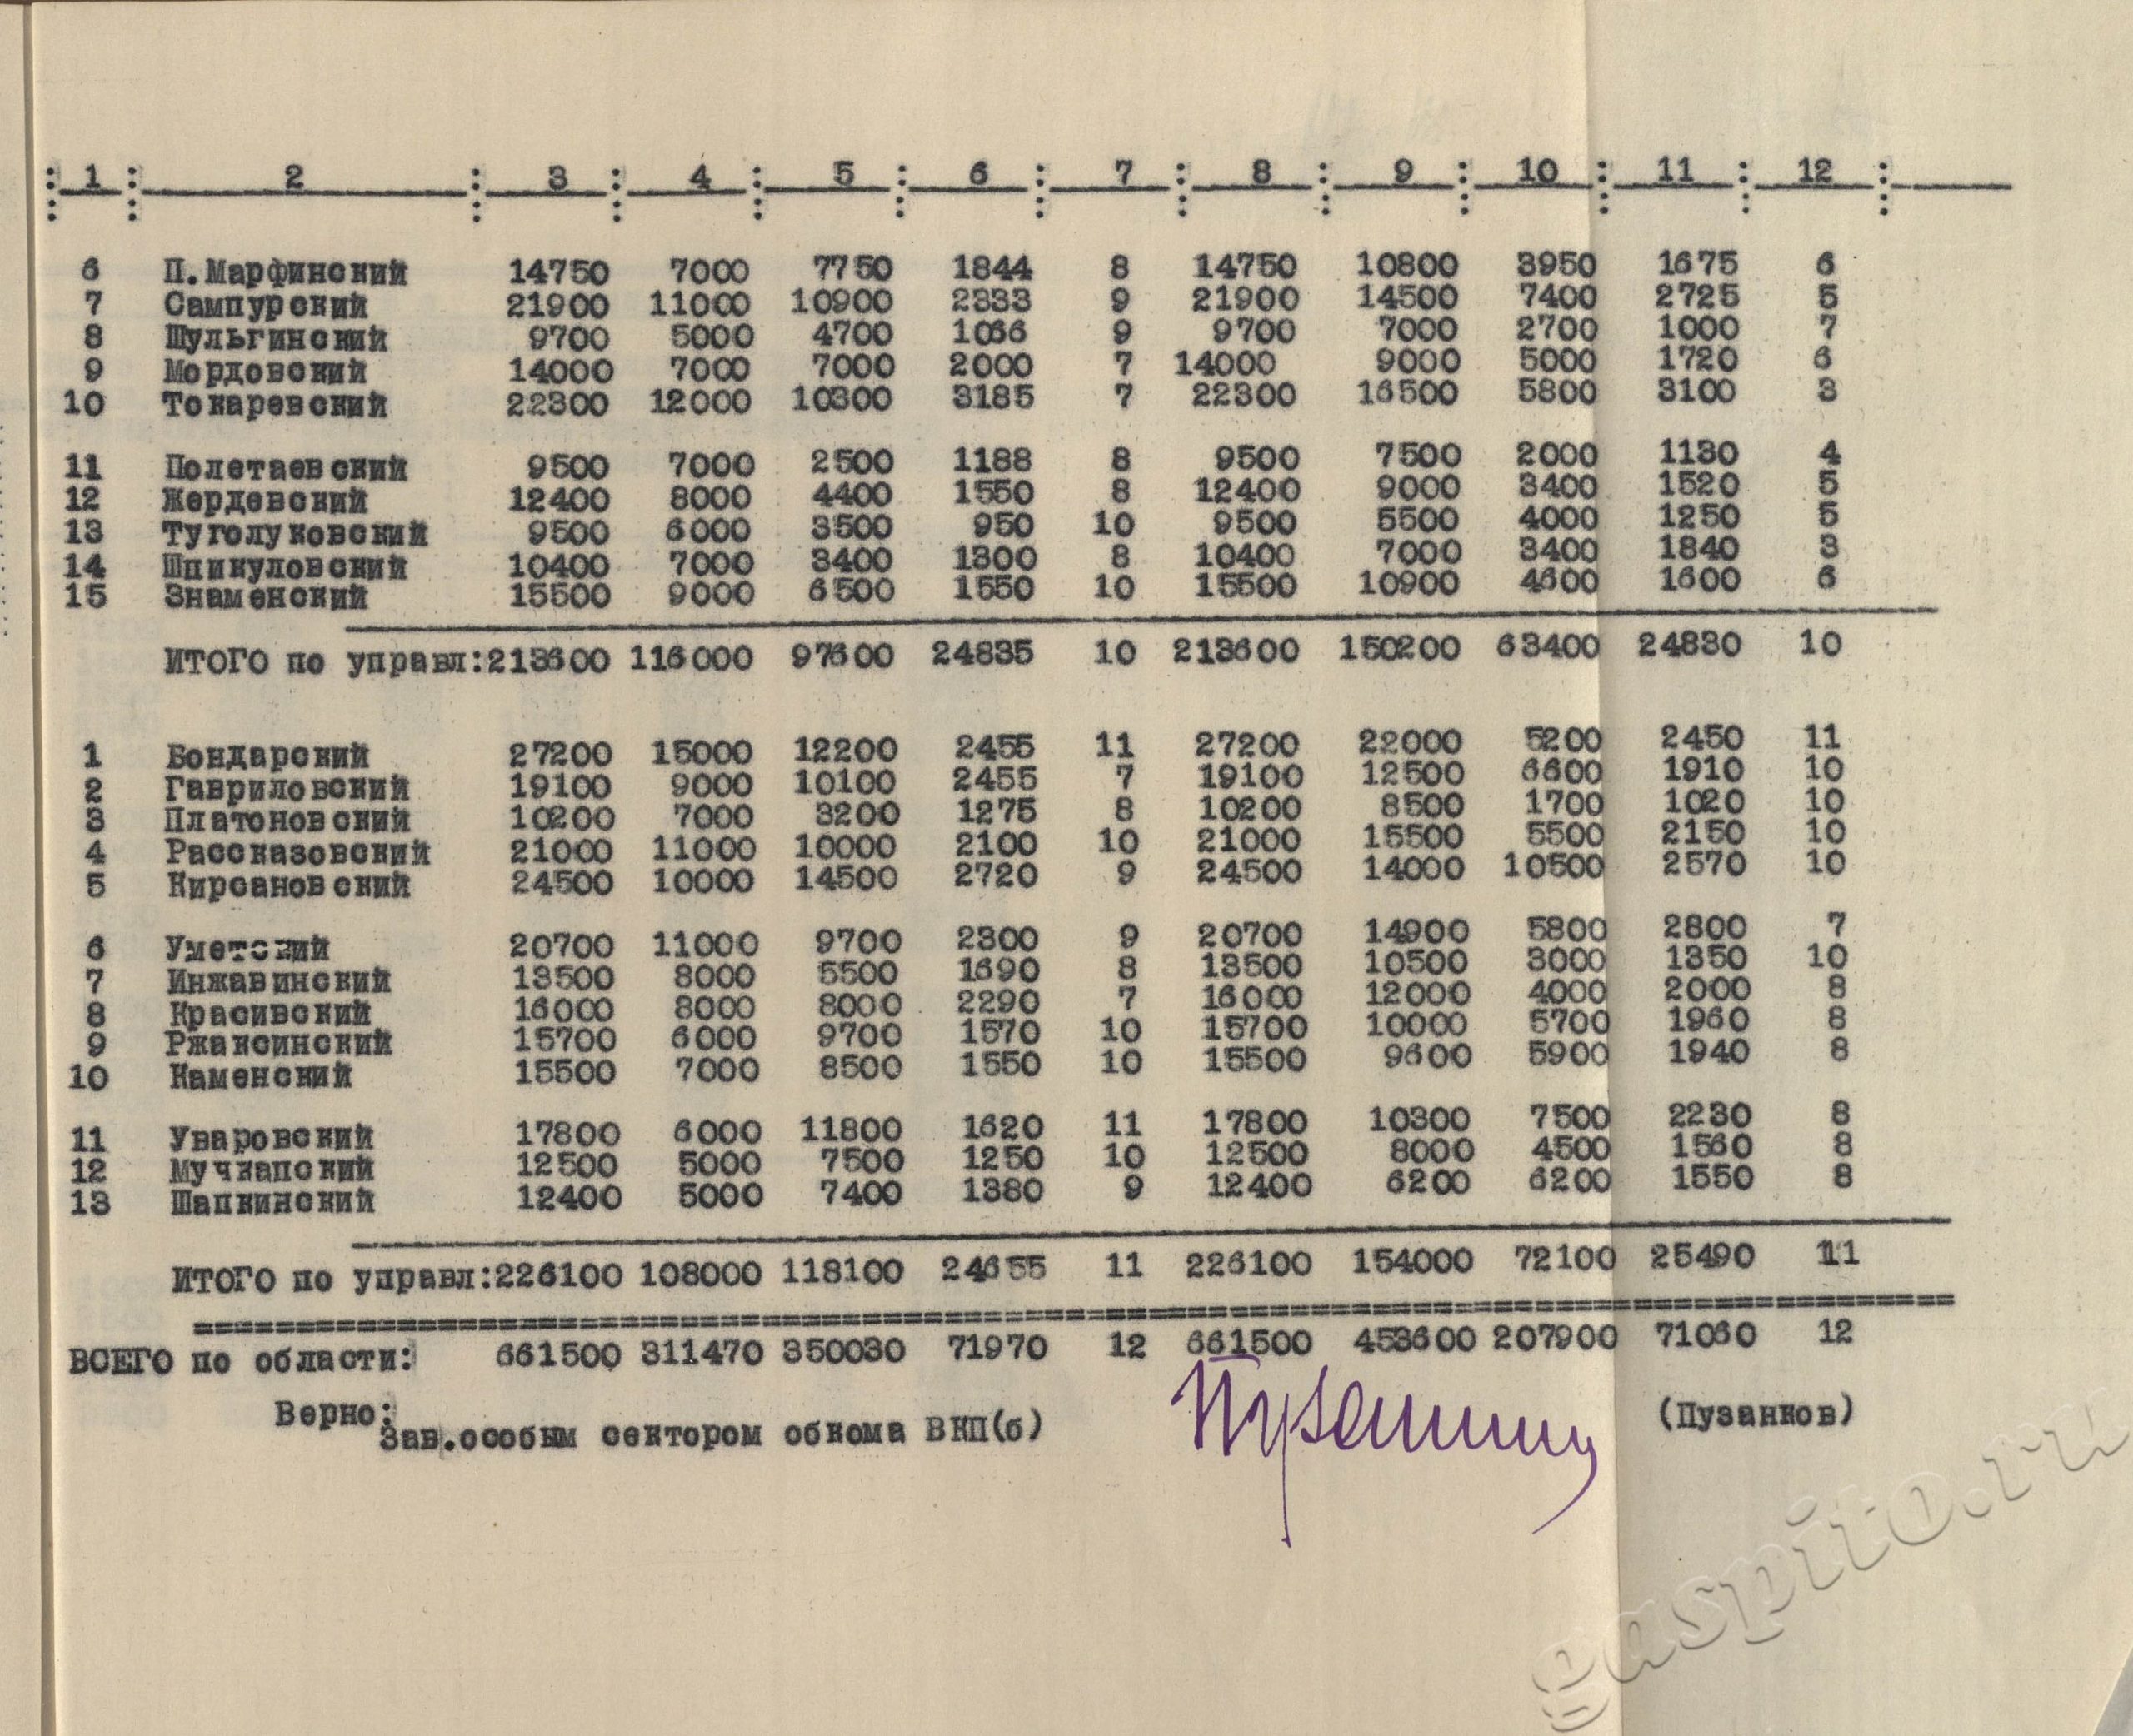 : 1 : 2 : 3 : 4 : 5 : 6 : 7 : 8 : 9 : 10 : 11 : 12 :
6 П.Марфинский 14750 7000 7750 1844 8 14750 10800 3950 1675 6
7 Сампурский 21900 11000 10900 2333 9 21900 14500 7400 2725 5
8 Шульгинский 9700 5000 4700 1066 9 9700 7000 2700 1000 7
9 Мордовский 14000 7000 7000 2000 7 14000 9000 5000 1720 6
10 Токаревский 22300 12000 10300 3185 7 22300 16500 5800 3100 3
11 Полетаевский 9500 7000 2500 1188 8 9500 7500 2000 1130 4
12 Жердевский 12400 8000 4400 1550 8 12400 9000 3400 1520 5
13 Туголуковский 9500 6000 3500 950 10 9500 5500 4000 1250 5
14 Шпикуловский 10400 7000 3400 1300 8 10400 7000 3400 1840 3
15 Знаменский 15500 9000 6500 1550 10 15500 10900 4600 1600 6
ИТОГО по управл: 213600 116000 97600 24835 10 213600 150200 63400 24830 10
1 Бондарский 27200 15000 12200 2455 11 27200 22000 5200 2450 11
2 Гавриловский 19100 9000 10100 2455 7 19100 12500 6600 1910 10
3 Платоновский 10200 7000 3200 1275 8 10200 8500 1700 1020 10
4 Рассказовский 21000 11000 10000 2100 10 21000 15500 5500 2150 10
5 Кирсановский 24500 10000 14500 2720 9 24500 14000 10500 2570 10
6 Уметский 20700 11000 9700 2300 9 20700 14900 5800 2800 7
7 Инжавинский 13500 8000 5500 1690 8 13500 10500 3000 1350 10
8 Красивский 16000 8000 8000 2290 7 16000 12000 4000 2000 8
9 Ржаксинский 15700 6000 9700 1570 10 15700 10000 5700 1960 8
10 Каменский 15500 7000 8500 1550 10 15500 9600 5900 1940 8
11 Уваровский 17800 6000 11800 1620 11 17800 10300 7500 2230 8
12 Мучкапский 12500 5000 7500 1250 10 12500 8000 4500 1560 8
13 Шапкинский 12400 5000 7400 1380 9 12400 6200 6200 1550 8
ИТОГО по управл: 226100 108000 118100 24655 11 226100 154000 72100 25490 11
ВСЕГО по области: 661500 311470 350030 71970 12 661500 453600 207900 71060 12
Верно:
Зав.особым сектором обкома ВКП(б) (Пузанков)
gaspito.ru